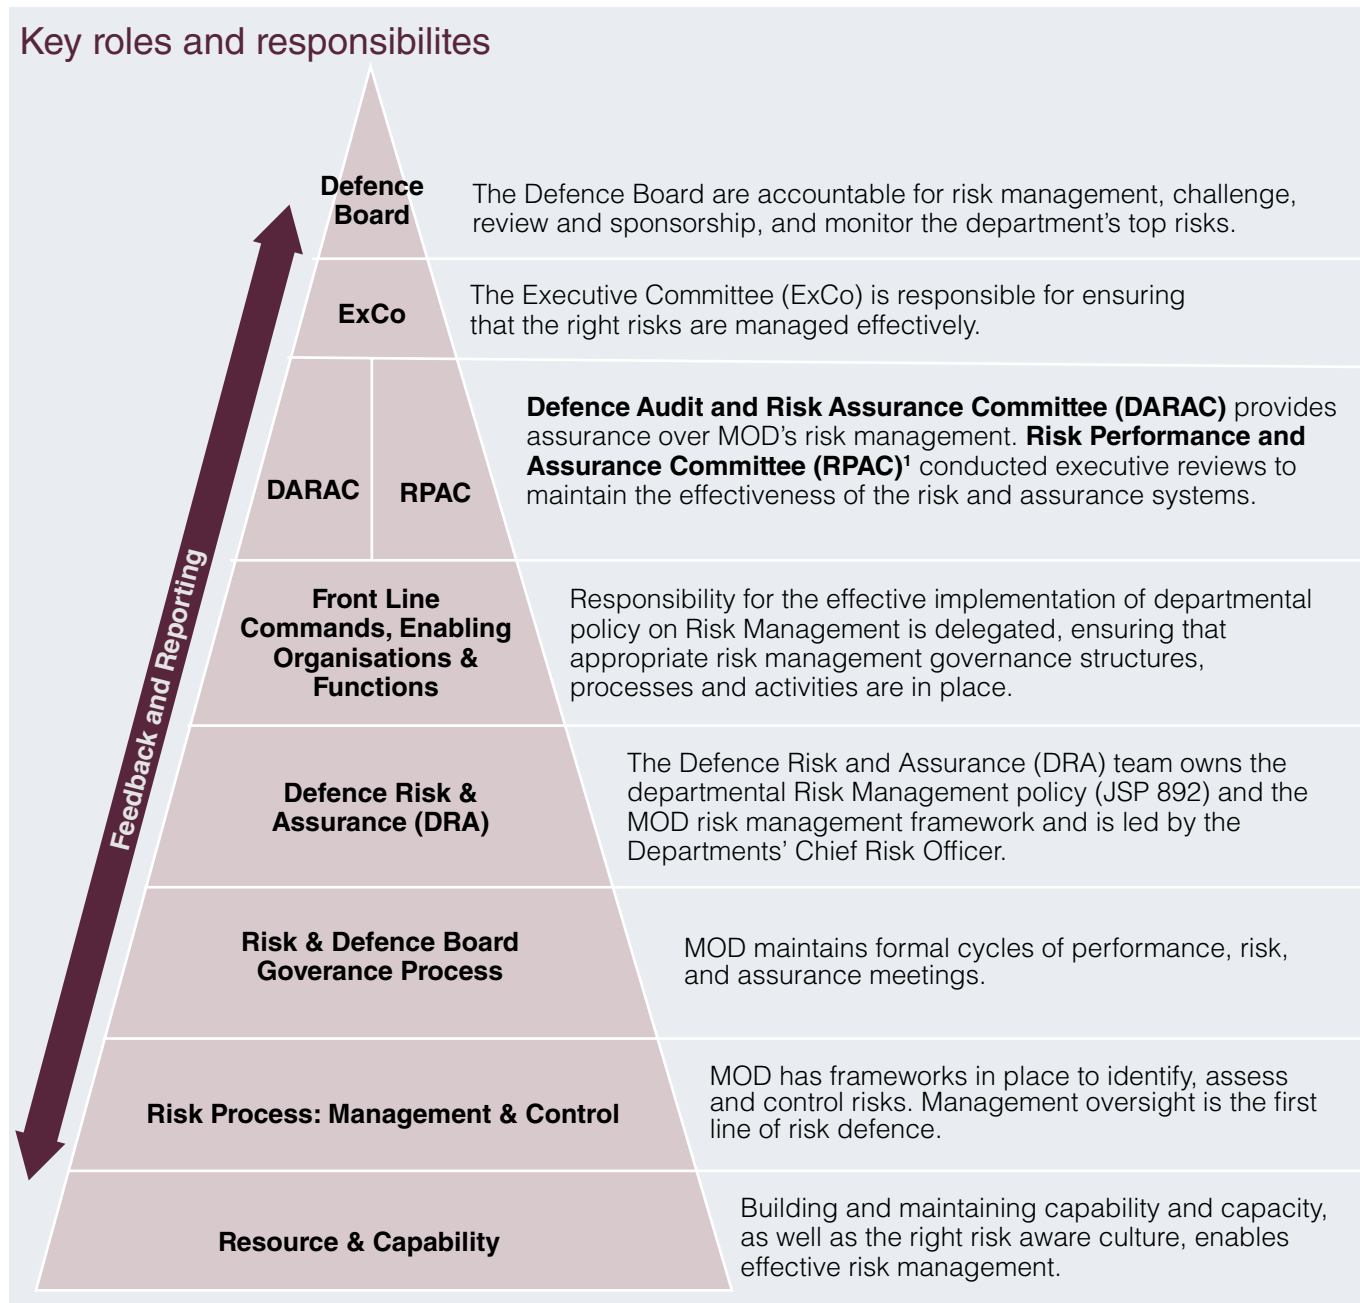 Key roles and responsibilites
Defence
Board
The Defence Board are accountable for risk management, challenge,
review and sponsorship, and monitor the department’s top risks.
ExCo
The Executive Committee (ExCo) is responsible for ensuring
that the right risks are managed effectively.
DARAC
RPAC
Defence Audit and Risk Assurance Committee (DARAC) provides
assurance over MOD’s risk management. Risk Performance and
Assurance Committee (RPAC)¹ conducted executive reviews to
maintain the effectiveness of the risk and assurance systems.
Front Line
Commands, Enabling
Organisations &
Functions
Responsibility for the effective implementation of departmental
policy on Risk Management is delegated, ensuring that
appropriate risk management governance structures,
processes and activities are in place.
Feedback and Reporting
Defence Risk &
Assurance (DRA)
The Defence Risk and Assurance (DRA) team owns the
departmental Risk Management policy (JSP 892) and the
MOD risk management framework and is led by the
Departments’ Chief Risk Officer.
Risk & Defence Board
Goverance Process
MOD maintains formal cycles of performance, risk,
and assurance meetings.
Risk Process: Management & Control
MOD has frameworks in place to identify, assess
and control risks. Management oversight is the first
line of risk defence.
Resource & Capability
Building and maintaining capability and capacity,
as well as the right risk aware culture, enables
effective risk management.